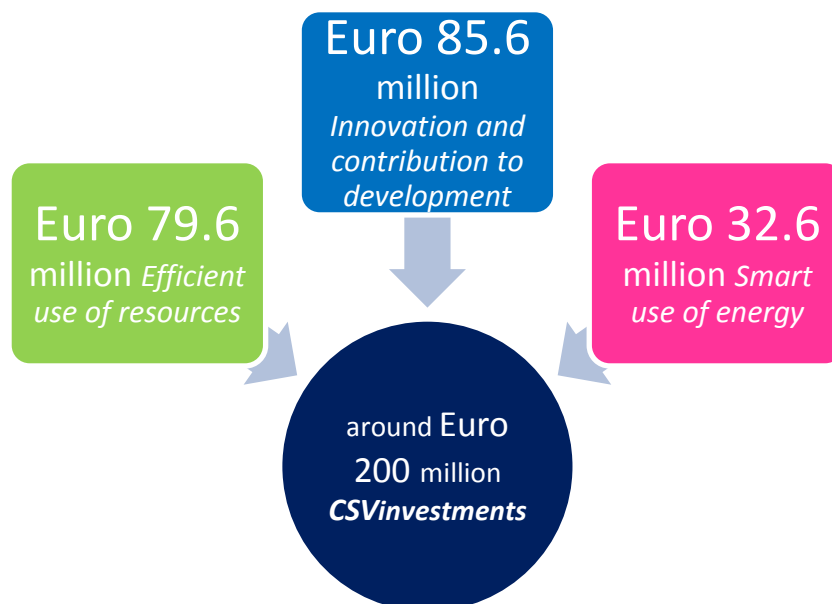 Euro 85.6
million
Innovation and
contribution to
development
Euro 79.6
million Efficient
use of resources
Euro 32.6
million Smart
use of energy
around Euro
200 million
CSVinvestments